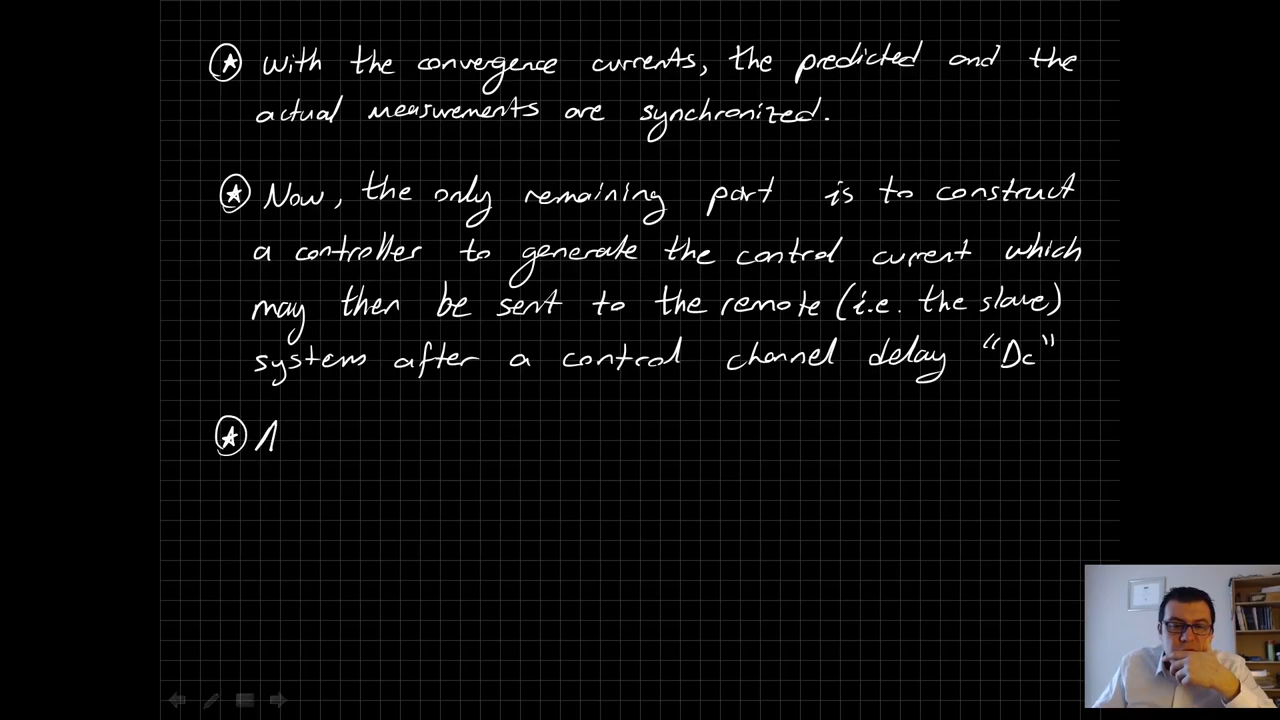 With the convergence currents, the predicted and the
actual measurements are synchronized.
Now, the only remaining part is to construct
a controller to generate the control current which
may then be sent to the remote (i.e. the slave)
system after a control channel delay "Dc"